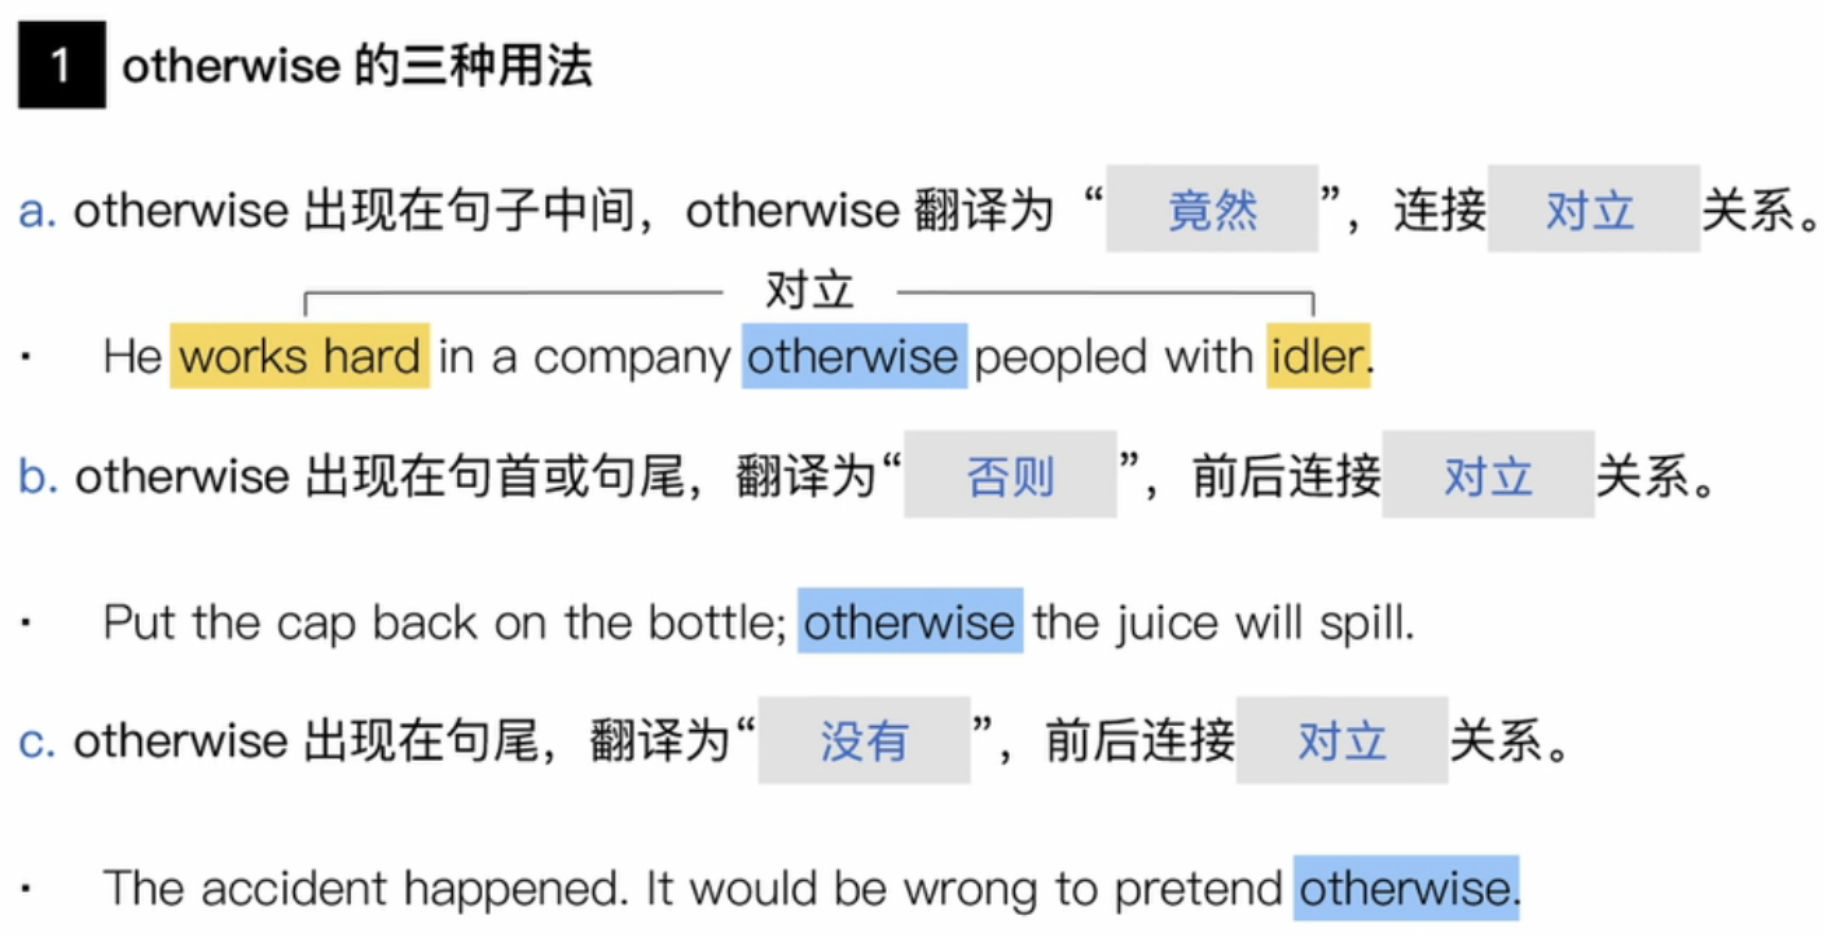 1 otherwise 的三种用法
a. otherwise 出现在句子中间，otherwise 翻译为 “ 竟然 ”，连接 对立 关系。
对立
· He works hard in a company otherwise peopled with idler.
b. otherwise 出现在句首或句尾，翻译为“ 否则 ”，前后连接 对立 关系。
· Put the cap back on the bottle; otherwise the juice will spill.
c. otherwise 出现在句尾，翻译为“ 没有 ”，前后连接 对立 关系。
· The accident happened. It would be wrong to pretend otherwise.